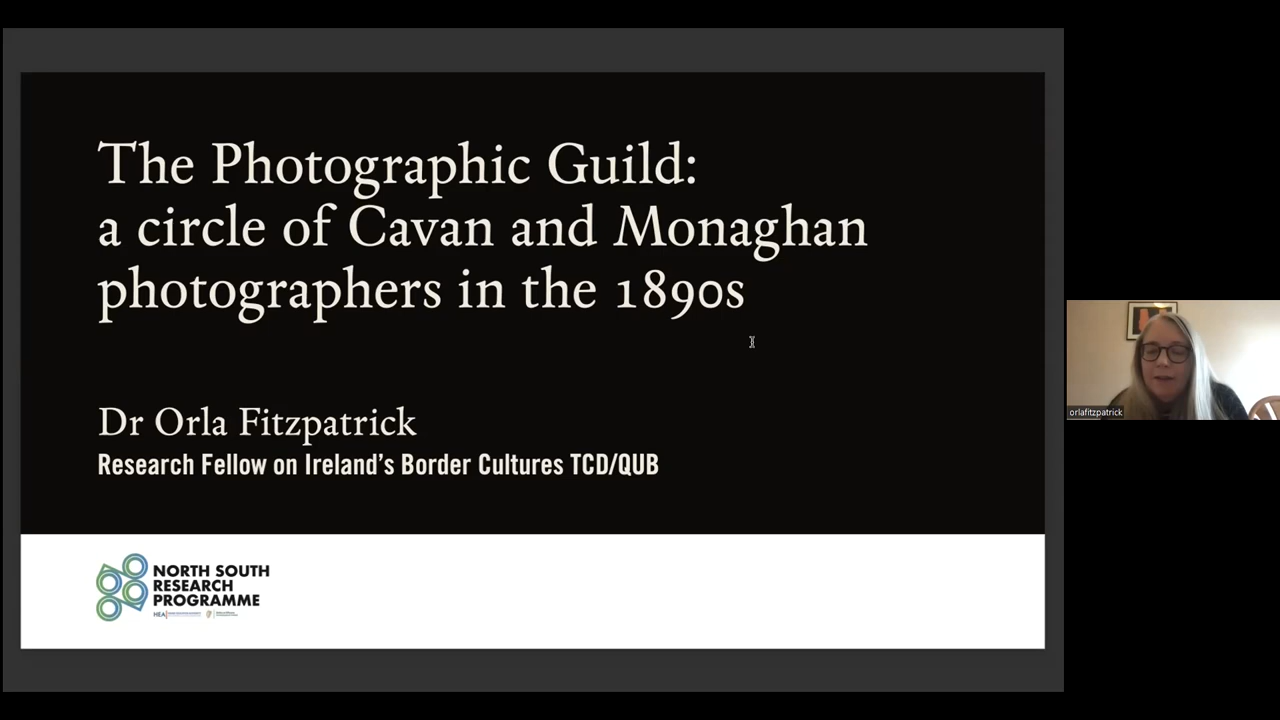 The Photographic Guild:
a circle of Cavan and Monaghan
photographers in the 1890s
Dr Orla Fitzpatrick
Research Fellow on Ireland's Border Cultures TCD/QUB
NORTH SOUTH
RESEARCH
PROGRAMME
HEA
orlafitzpatrick